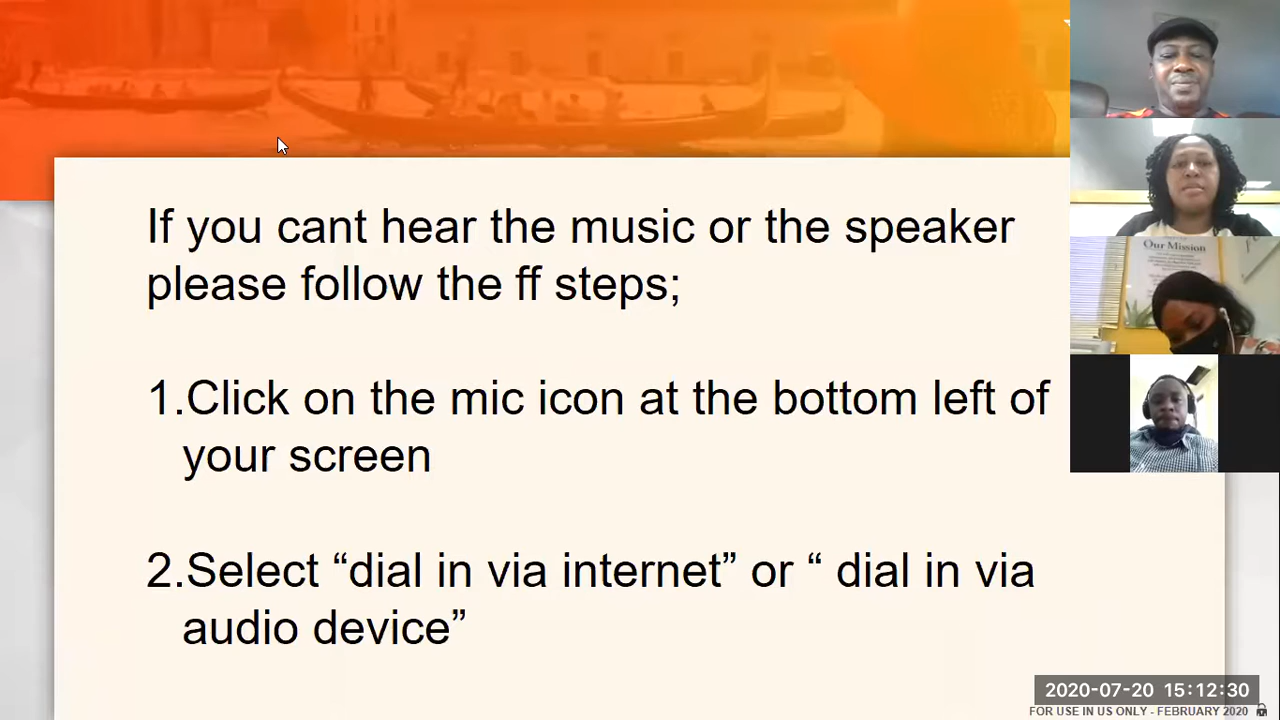 If you cant hear the music or the speaker
please follow the ff steps;
1.Click on the mic icon at the bottom left of
your screen
2.Select “dial in via internet” or “ dial in via
audio device”
Our Mission
2020-07-20 15:12:30
FOR USE IN US ONLY - FEBRUARY 2020